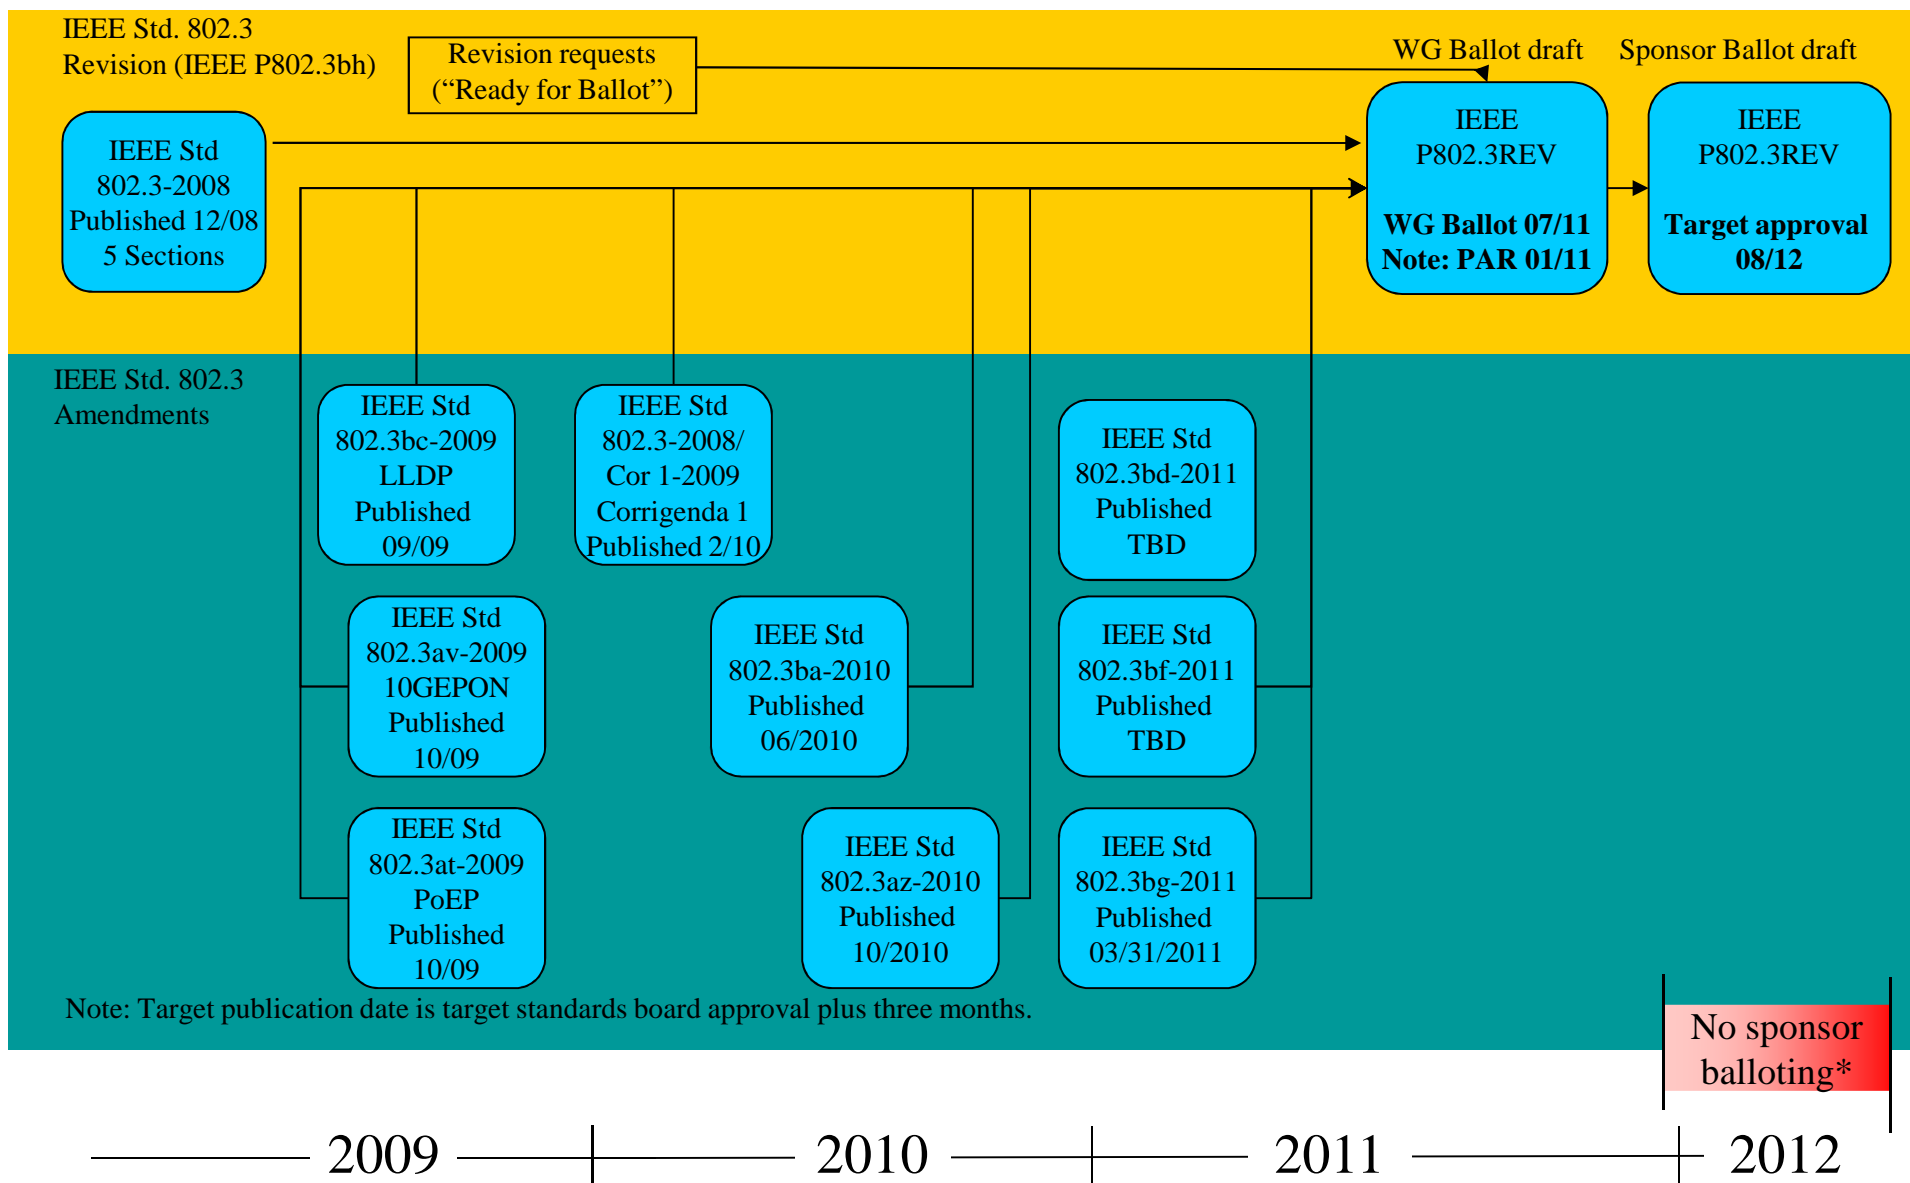 IEEE Std. 802.3
Revision (IEEE P802.3bh)
Revision requests
(“Ready for Ballot”)
WG Ballot draft
Sponsor Ballot draft
IEEE Std
802.3-2008
Published 12/08
5 Sections
IEEE
P802.3REV
WG Ballot 07/11
Note: PAR 01/11
IEEE
P802.3REV
Target approval
08/12
IEEE Std. 802.3
Amendments
IEEE Std
802.3bc-2009
LLDP
Published
09/09
IEEE Std
802.3-2008/
Cor 1-2009
Corrigenda 1
Published 2/10
IEEE Std
802.3bd-2011
Published
TBD
IEEE Std
802.3av-2009
10GEPON
Published
10/09
IEEE Std
802.3ba-2010
Published
06/2010
IEEE Std
802.3bf-2011
Published
TBD
IEEE Std
802.3at-2009
PoEP
Published
10/09
IEEE Std
802.3az-2010
Published
10/2010
IEEE Std
802.3bg-2011
Published
03/31/2011
Note: Target publication date is target standards board approval plus three months.
No sponsor
balloting*
2009
2010
2011
2012